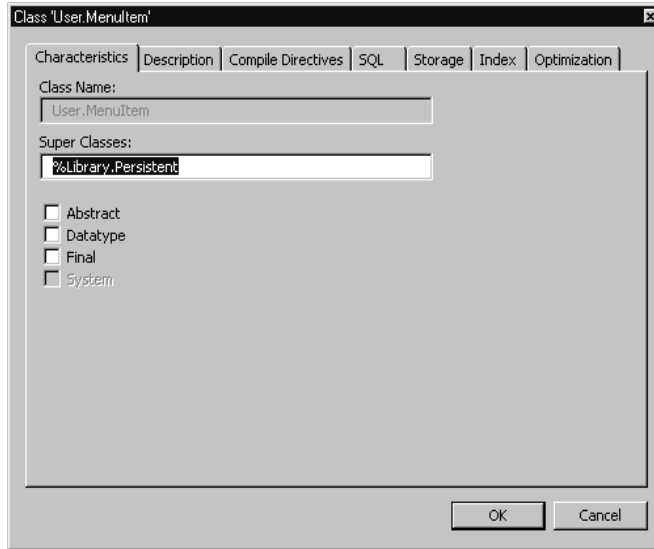 Class 'User.MenuItem'
Characteristics Description Compile Directives SQL Storage Index Optimization
Class Name:
User.MenuItem
Super Classes:
%Library.Persistent
Abstract
Datatype
Final
System
OK Cancel